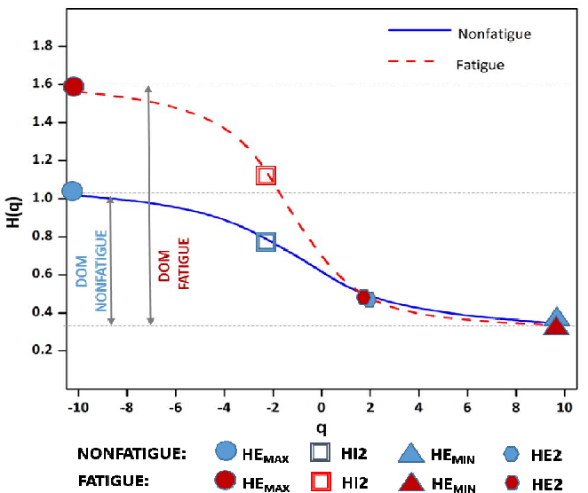 1.8
1.6
1.4
1.2
1.0
0.8
0.6
0.4
0.2
H(q)
Nonfatigue
Fatigue
DOM
NONFATIGUE
DOM
FATIGUE
-10 -8 -6 -4 -2 0 2 4 6 8 10
q
NONFATIGUE: HEMAX HI2 HEMIN HE2
FATIGUE: HEMAX HI2 HEMIN HE2